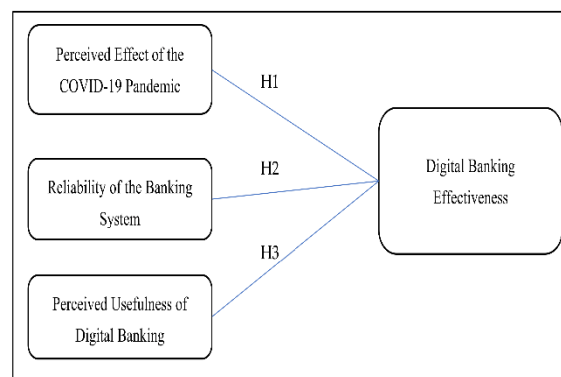 Perceived Effect of the
COVID-19 Pandemic
H1
Reliability of the Banking
System
H2
Digital Banking
Effectiveness
H3
Perceived Usefulness of
Digital Banking